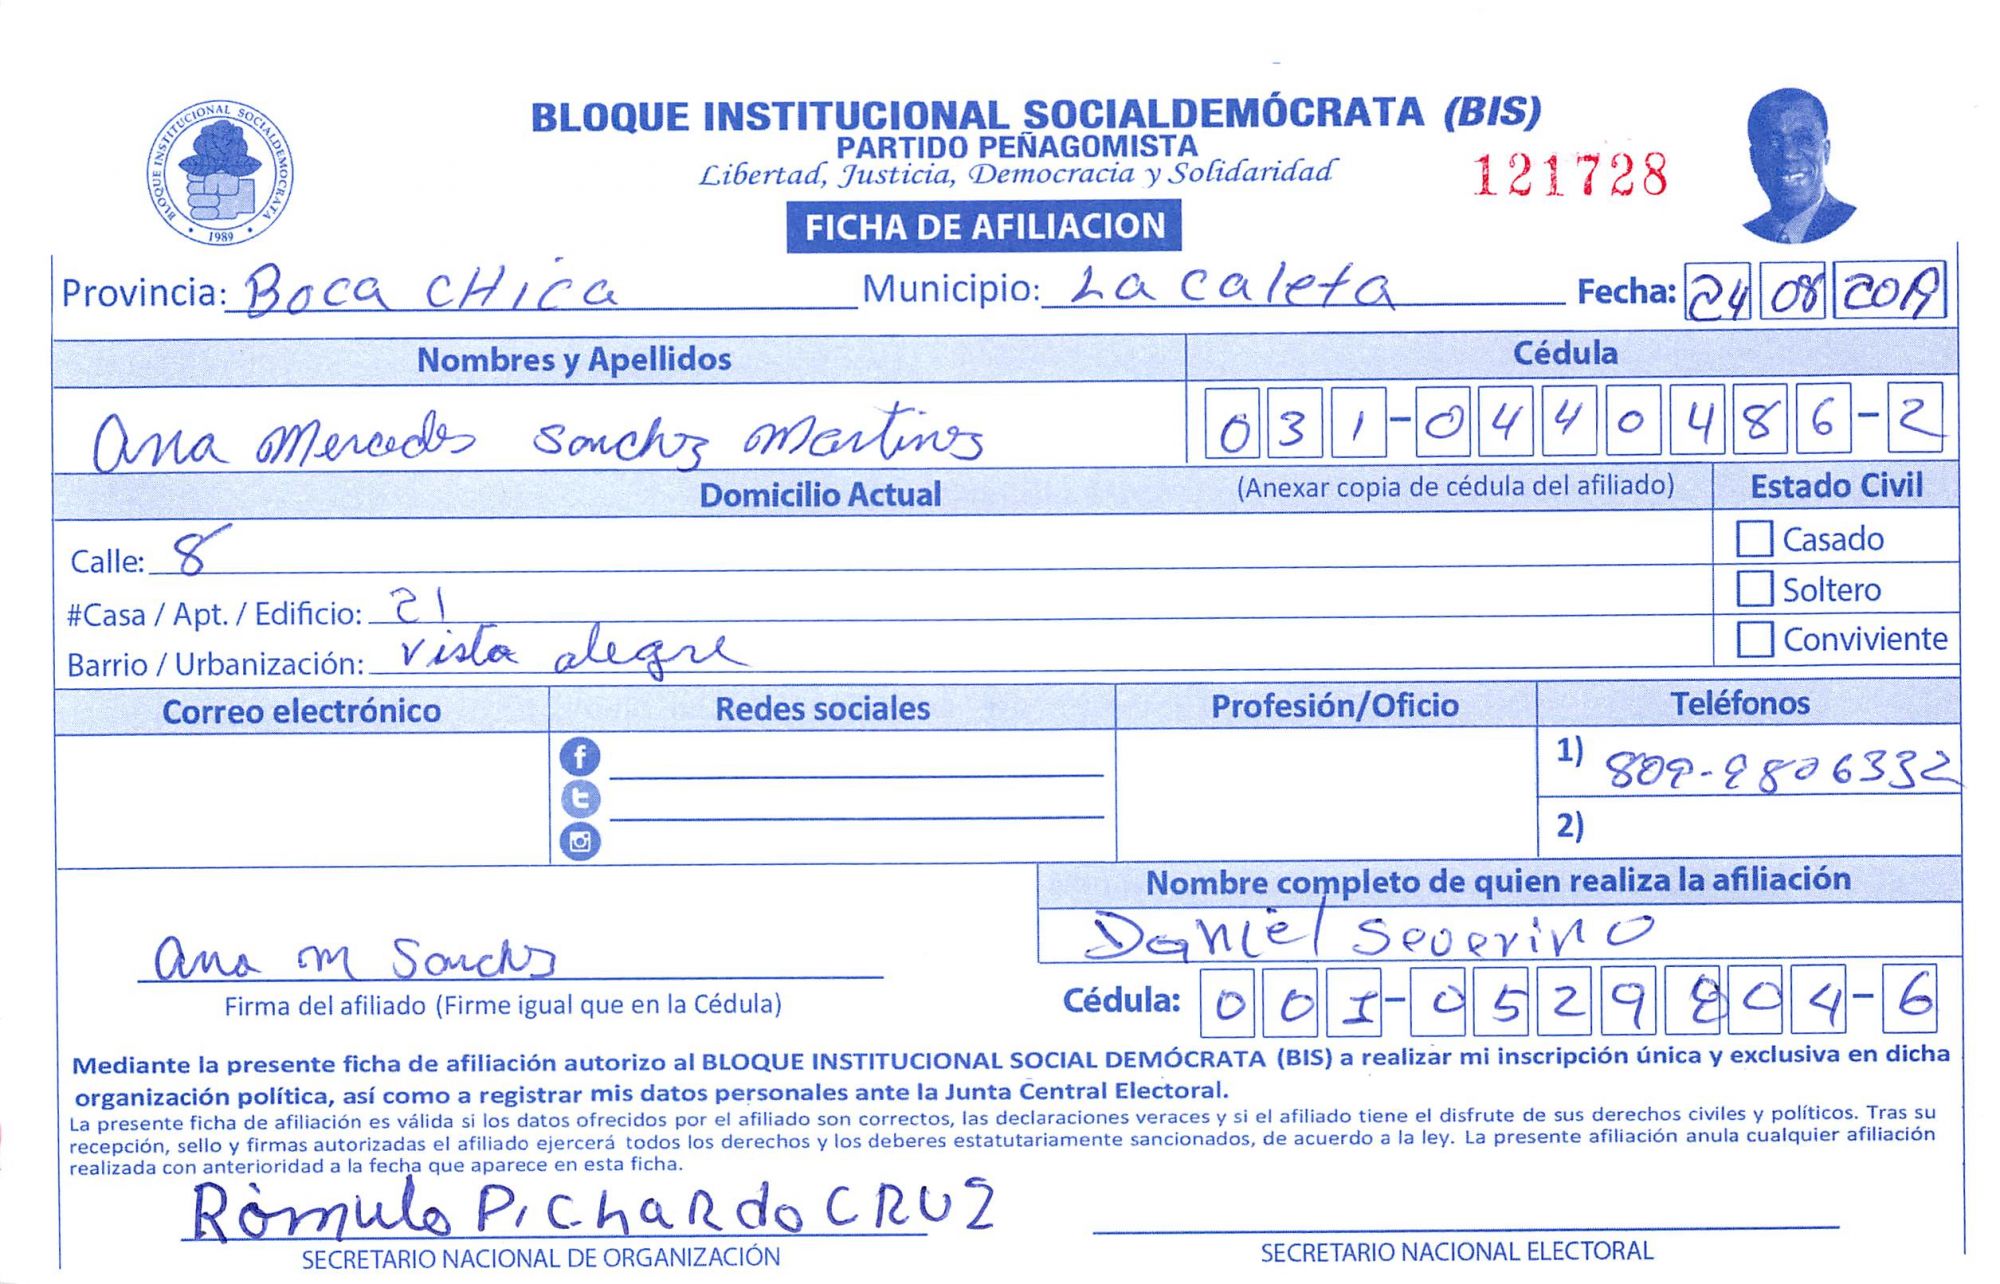 BLOQUE INSTITUCIONAL SOCIALDEMÓCRATA (BIS)
PARTIDO PEÑAGOMISTA
Libertad, Justicia, Democracia y Solidaridad
121728
BLOQUE INSTITUCIONAL SOCIALDEMOCRATA
1989
FICHA DE AFILIACION
Provincia: Boca CHica Municipio: La caleta Fecha: 24 08 2019
Nombres y Apellidos Cédula
Ana Mercedes Sanchz Martinz 031-0440486-2
Domicilio Actual (Anexar copia de cédula del afiliado) Estado Civil
Calle: 8 Casado
#Casa / Apt. / Edificio: 21 Soltero
Barrio / Urbanización: vista alegre Conviviente
Correo electrónico Redes sociales Profesión/Oficio Teléfonos
1) 809-9806332
2)
Nombre completo de quien realiza la afiliación
Daniel Severino
Ana M Sanchz
Firma del afiliado (Firme igual que en la Cédula) Cédula: 001-0529804-6
Mediante la presente ficha de afiliación autorizo al BLOQUE INSTITUCIONAL SOCIAL DEMÓCRATA (BIS) a realizar mi inscripción única y exclusiva en dicha
organización política, así como a registrar mis datos personales ante la Junta Central Electoral.
La presente ficha de afiliación es válida si los datos ofrecidos por el afiliado son correctos, las declaraciones veraces y si el afiliado tiene el disfrute de sus derechos civiles y políticos. Tras su
recepción, sello y firmas autorizadas el afiliado ejercerá todos los derechos y los deberes estatutariamente sancionados, de acuerdo a la ley. La presente afiliación anula cualquier afiliación
realizada con anterioridad a la fecha que aparece en esta ficha.
Rómulo PichaRdo CRUZ
SECRETARIO NACIONAL DE ORGANIZACIÓN SECRETARIO NACIONAL ELECTORAL